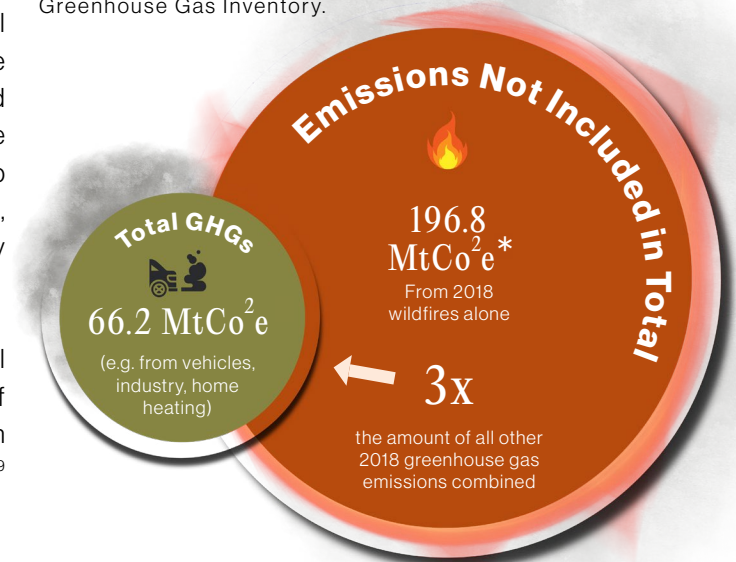 Greenhouse Gas Inventory.
l
e
d
e
o
,
y
l
f
n
9
Emissions Not Included in Total
196.8
MtCo²e*
From 2018
wildfires alone
Total GHGs
66.2 MtCo²e
(e.g. from vehicles,
industry, home
heating)
3x
the amount of all other
2018 greenhouse gas
emissions combined